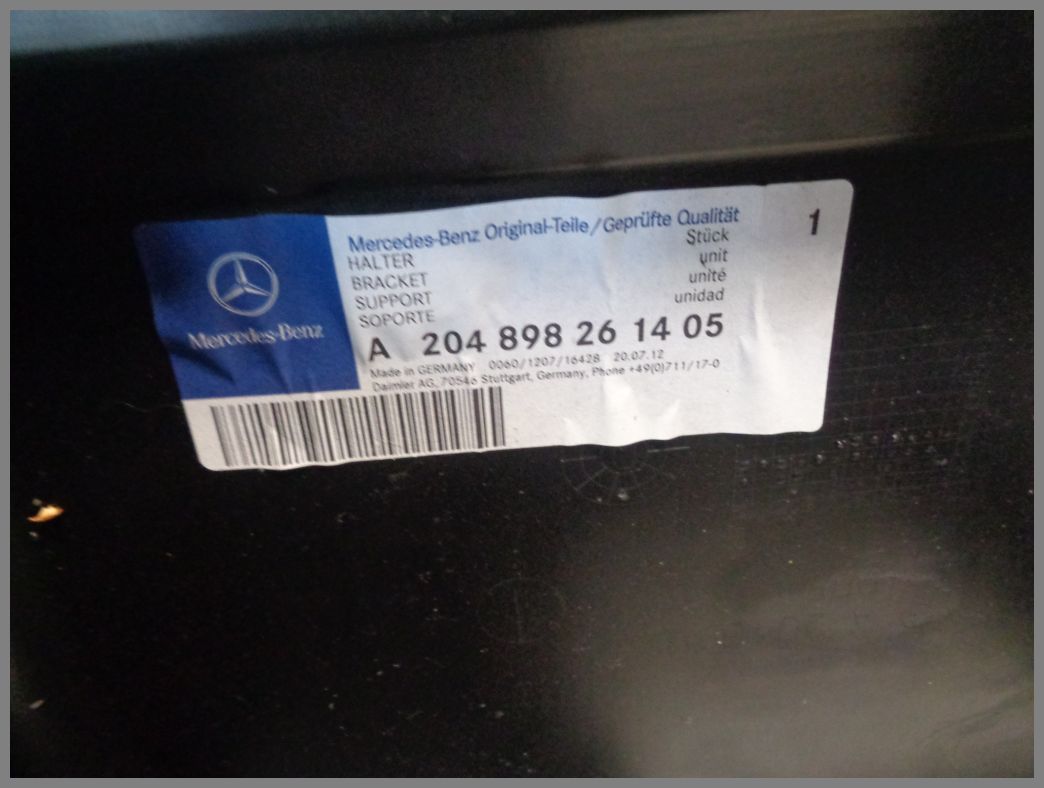 Mercedes-Benz
Mercedes-Benz Original-Teile/Geprüfte Qualität
1
HALTER Stück
BRACKET unit
SUPPORT unité
SOPORTE unidad
A 204 898 26 14 05
Made in GERMANY 0060/1207/16428 20.07.12
Daimler AG, 70546 Stuttgart, Germany, Phone +49(0)711/17-0